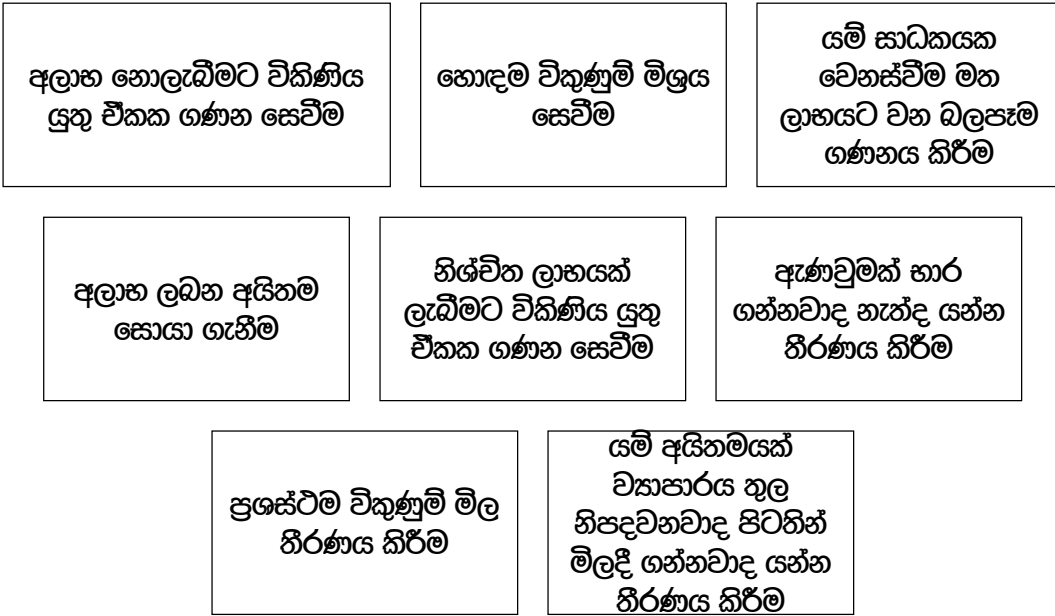 අලාභ නොලැබීමට විකිණිය
යුතු ඒකක ගණන සෙවීම
හොඳම විකුණුම් මිශ්‍රය
සෙවීම
යම් සාධකයක
වෙනස්වීම මත
ලාභයට වන බලපෑම
ගණනය කිරීම
අලාභ ලබන අයිතම
සොයා ගැනීම
නිශ්චිත ලාභයක්
ලැබීමට විකිණිය යුතු
ඒකක ගණන සෙවීම
ඇණවුමක් භාර
ගන්නවාද නැත්ද යන්න
තීරණය කිරීම
ප්‍රශස්ථම විකුණුම් මිල
තීරණය කිරීම
යම් අයිතමයක්
ව්‍යාපාරය තුල
නිපදවනවාද පිටතින්
මිලදී ගන්නවාද යන්න
තීරණය කිරීම